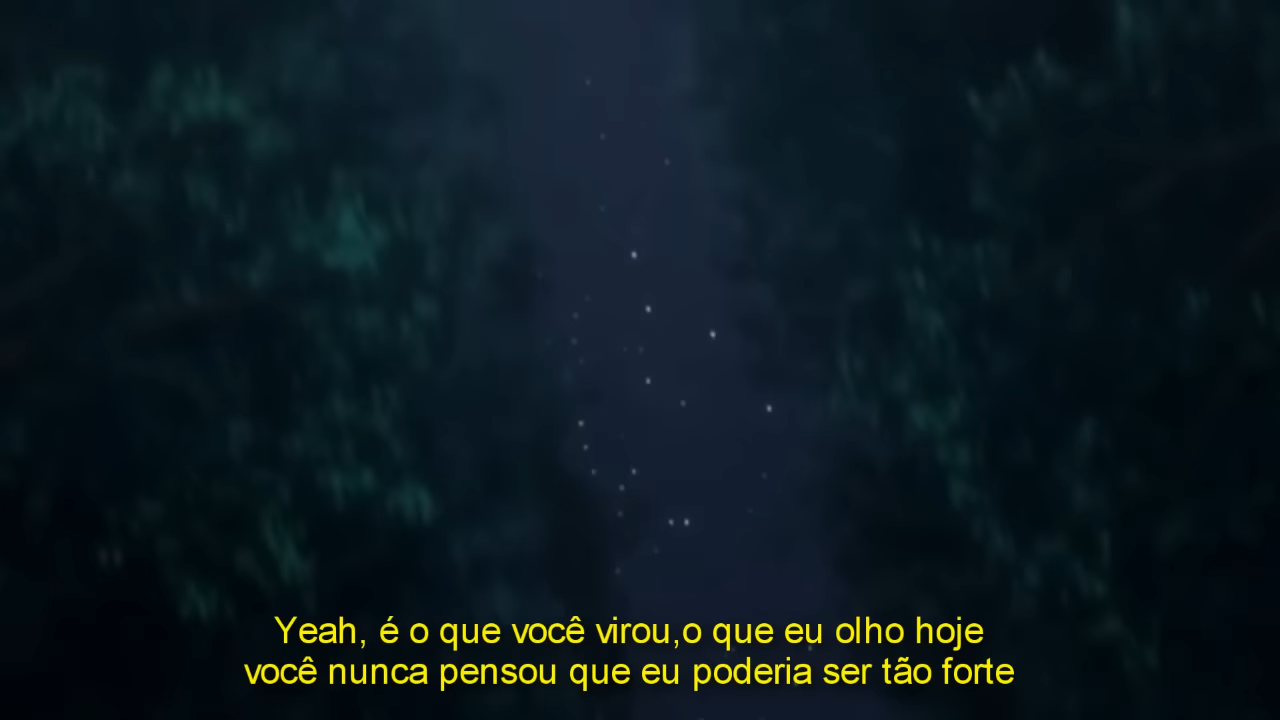 Yeah, é o que você virou,o que eu olho hoje
você nunca pensou que eu poderia ser tão forte